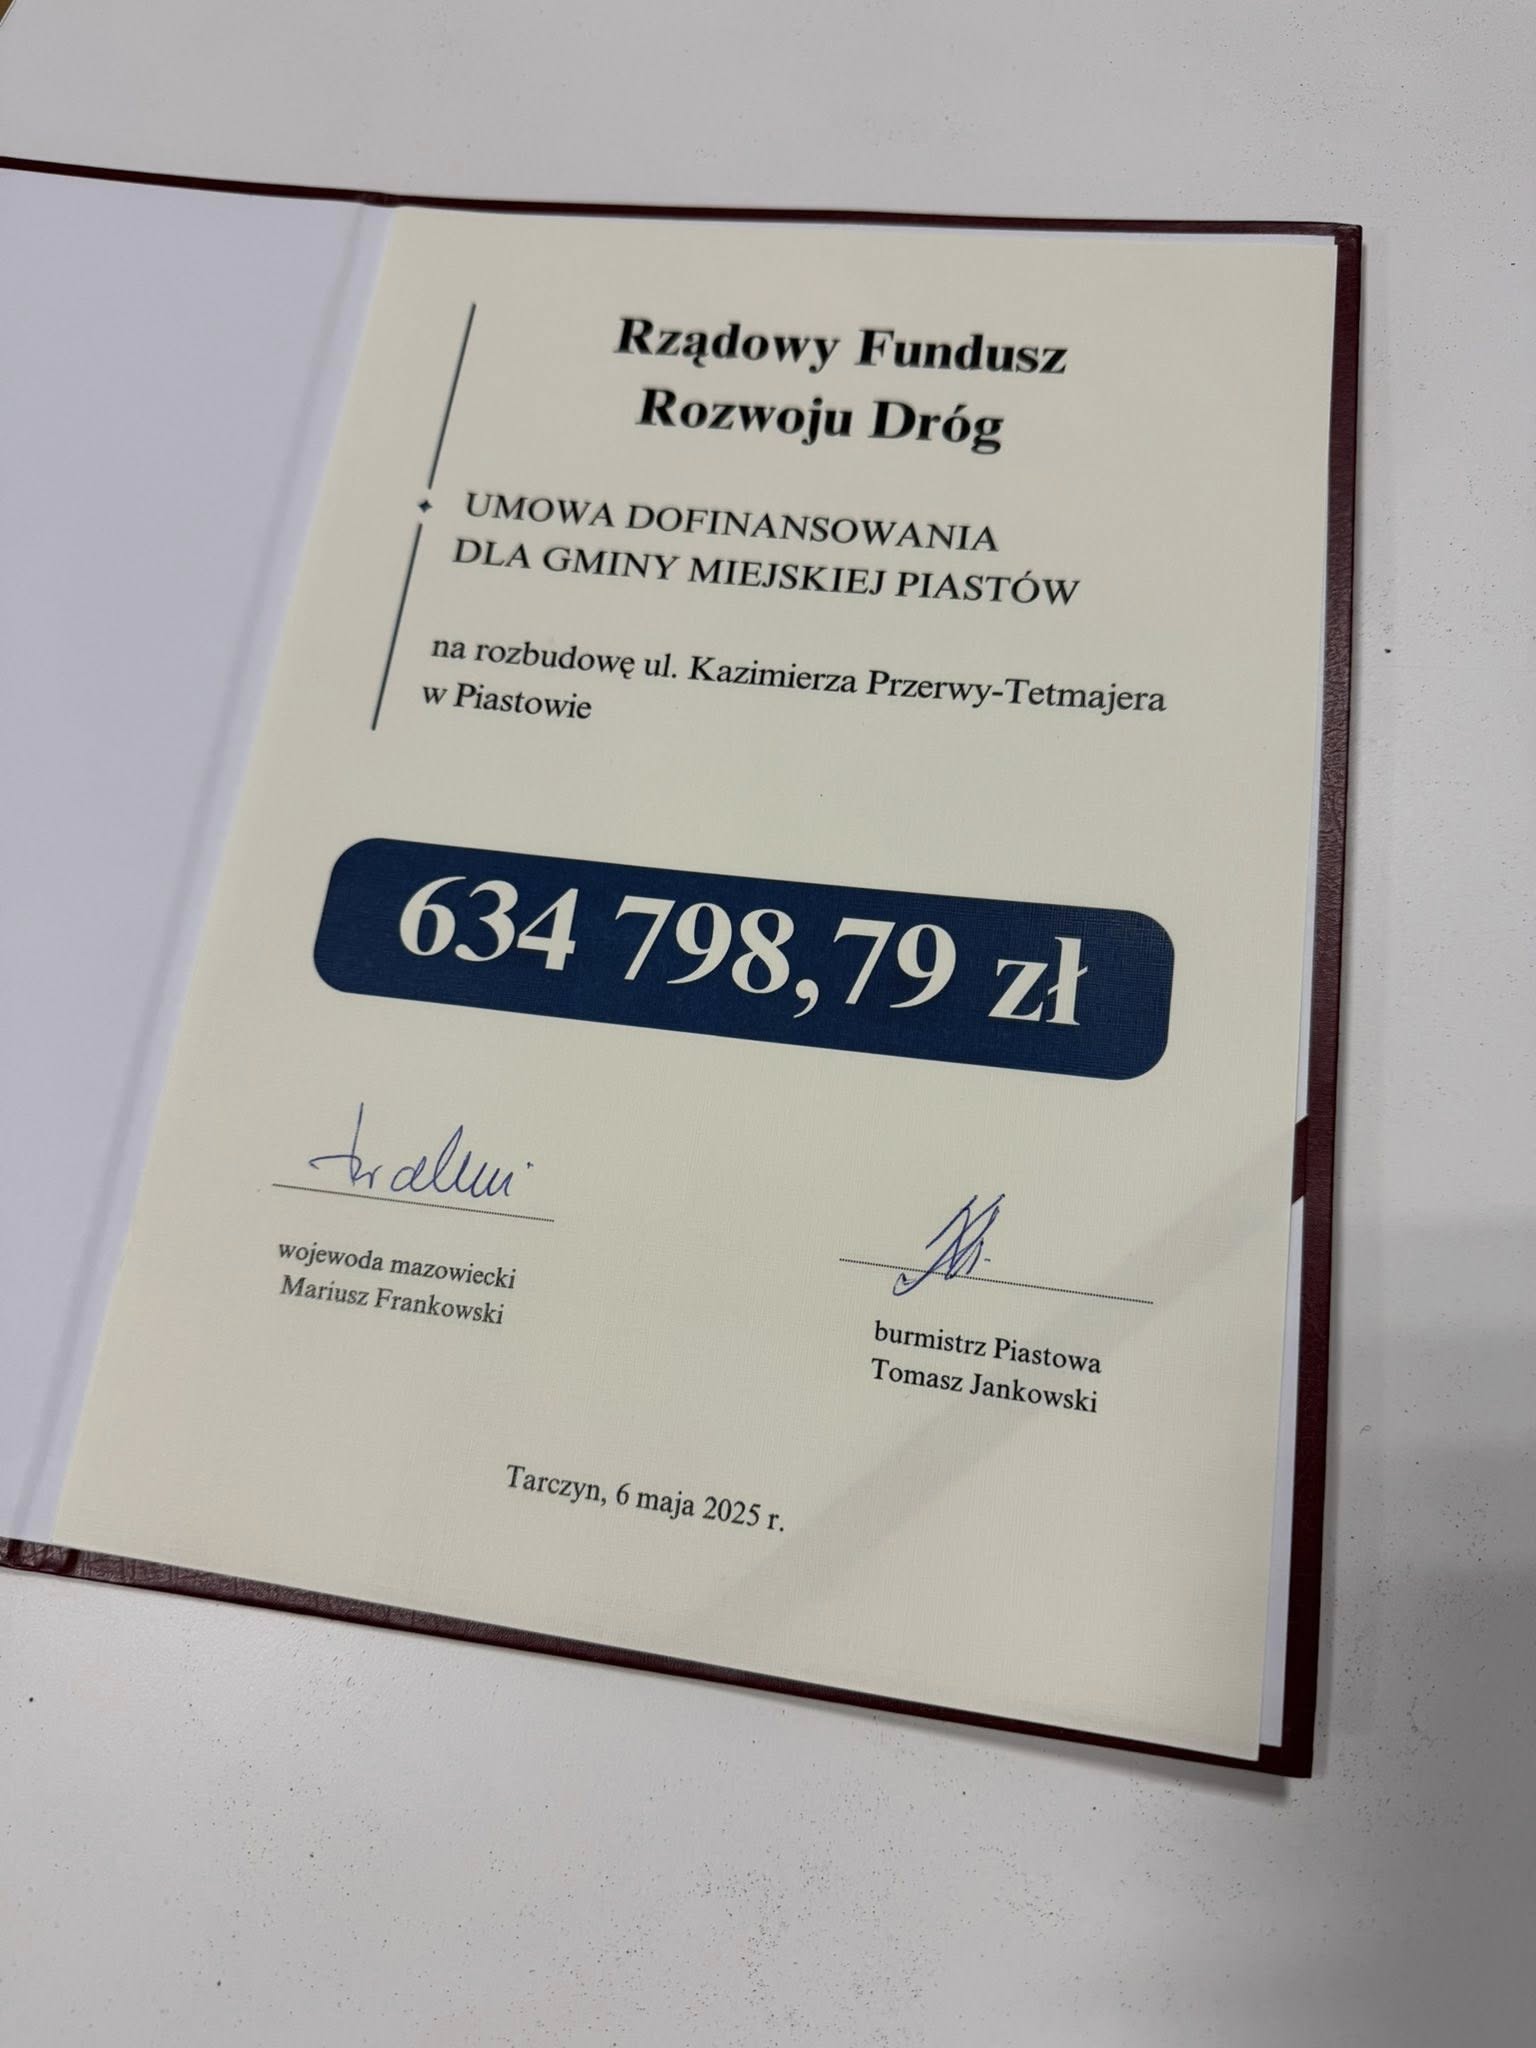 Rządowy Fundusz
Rozwoju Dróg
UMOWA DOFINANSOWANIA
DLA GMINY MIEJSKIEJ PIASTÓW
na rozbudowę ul. Kazimierza Przerwy-Tetmajera
w Piastowie
634 798,79 zł
wojewoda mazowiecki
Mariusz Frankowski
burmistrz Piastowa
Tomasz Jankowski
Tarczyn, 6 maja 2025 r.